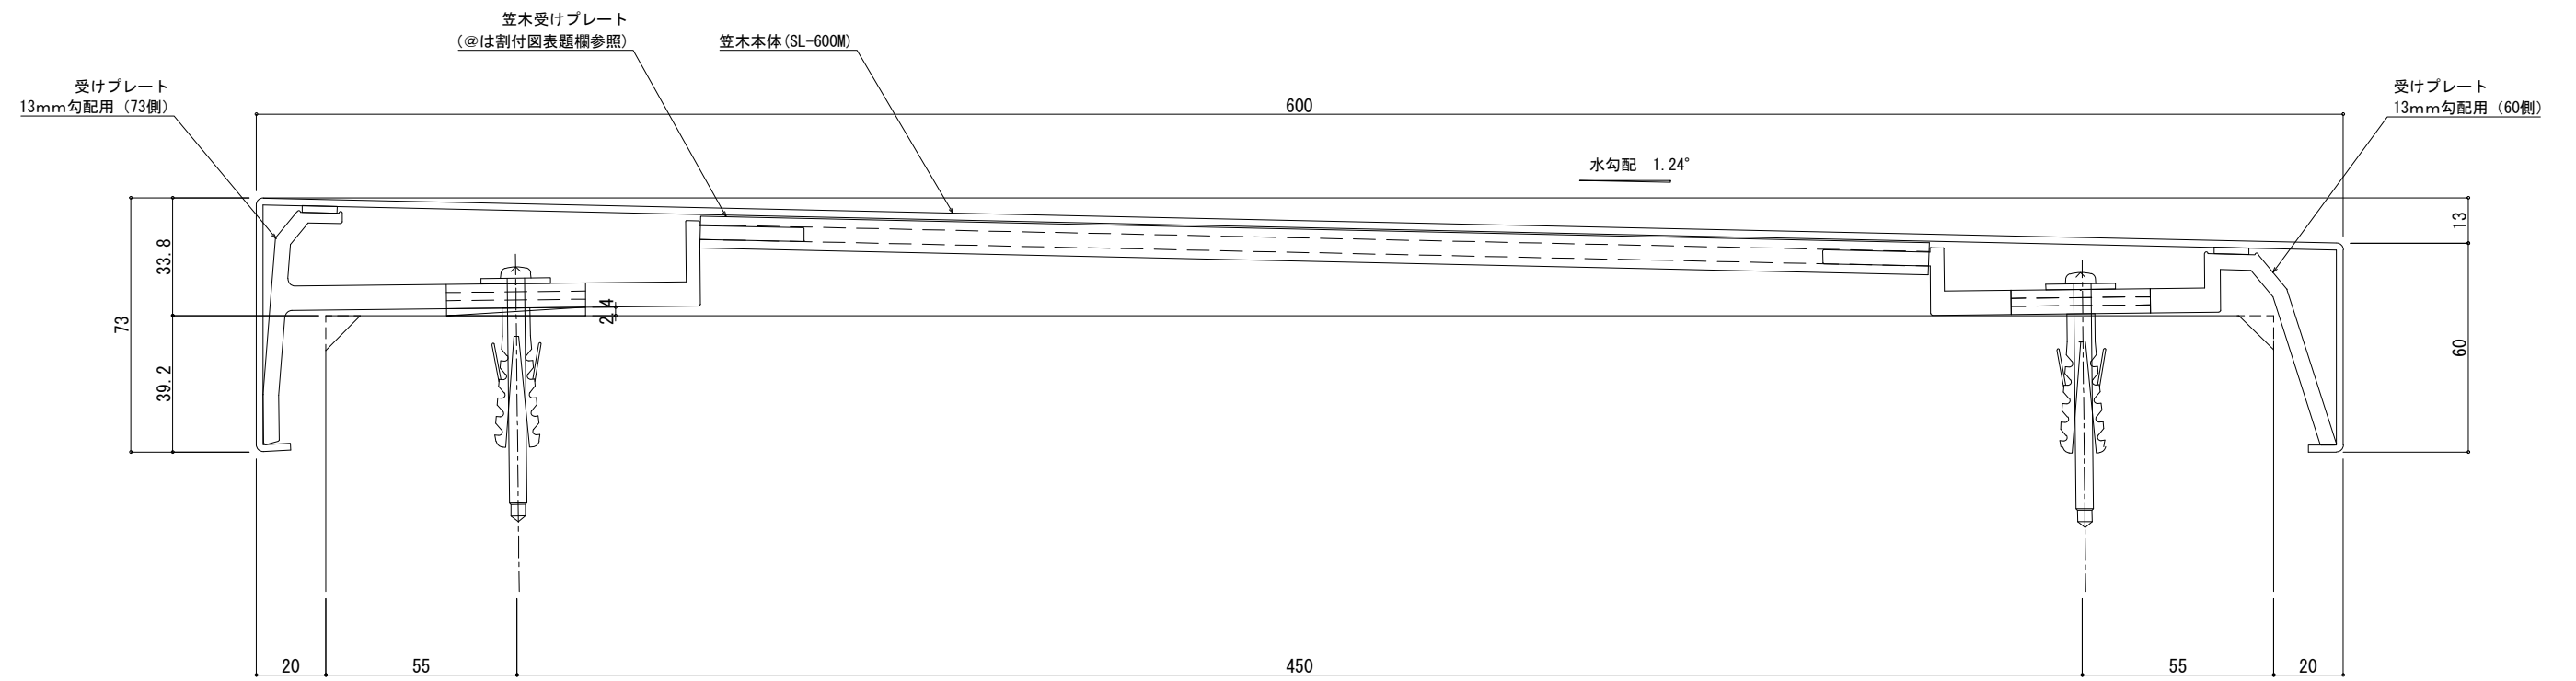 笠木受けプレート
(@は割付図表題欄参照)
笠木本体(SL-600M)
受けプレート
13mm勾配用 (73側)
受けプレート
13mm勾配用 (60側)
600
水勾配 1.24°
13
33.8
73
2.4
39.2
60
20
55
450
55
20